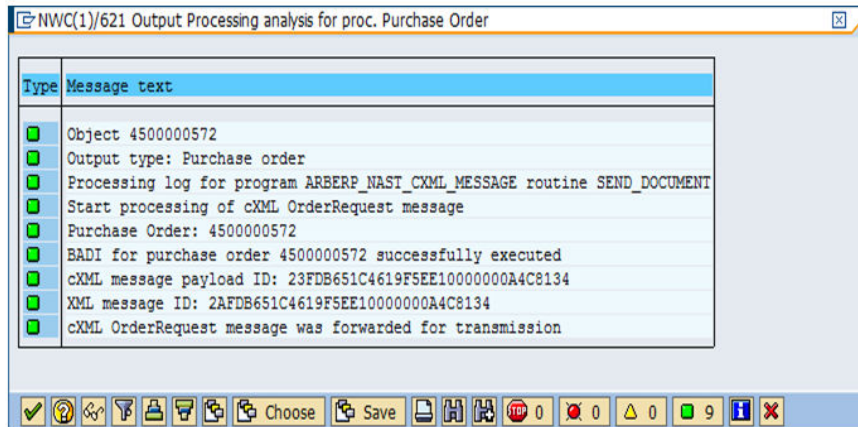 NWC(1)/621 Output Processing analysis for proc. Purchase Order
Type Message text
Object 4500000572
Output type: Purchase order
Processing log for program ARBERP_NAST_CXML_MESSAGE routine SEND_DOCUMENT
Start processing of cXML OrderRequest message
Purchase Order: 4500000572
BADI for purchase order 4500000572 successfully executed
cXML message payload ID: 23FDB651C4619F5EE10000000A4C8134
XML message ID: 2AFDB651C4619F5EE10000000A4C8134
cXML OrderRequest message was forwarded for transmission
Choose Save STOP 0 0 0 9